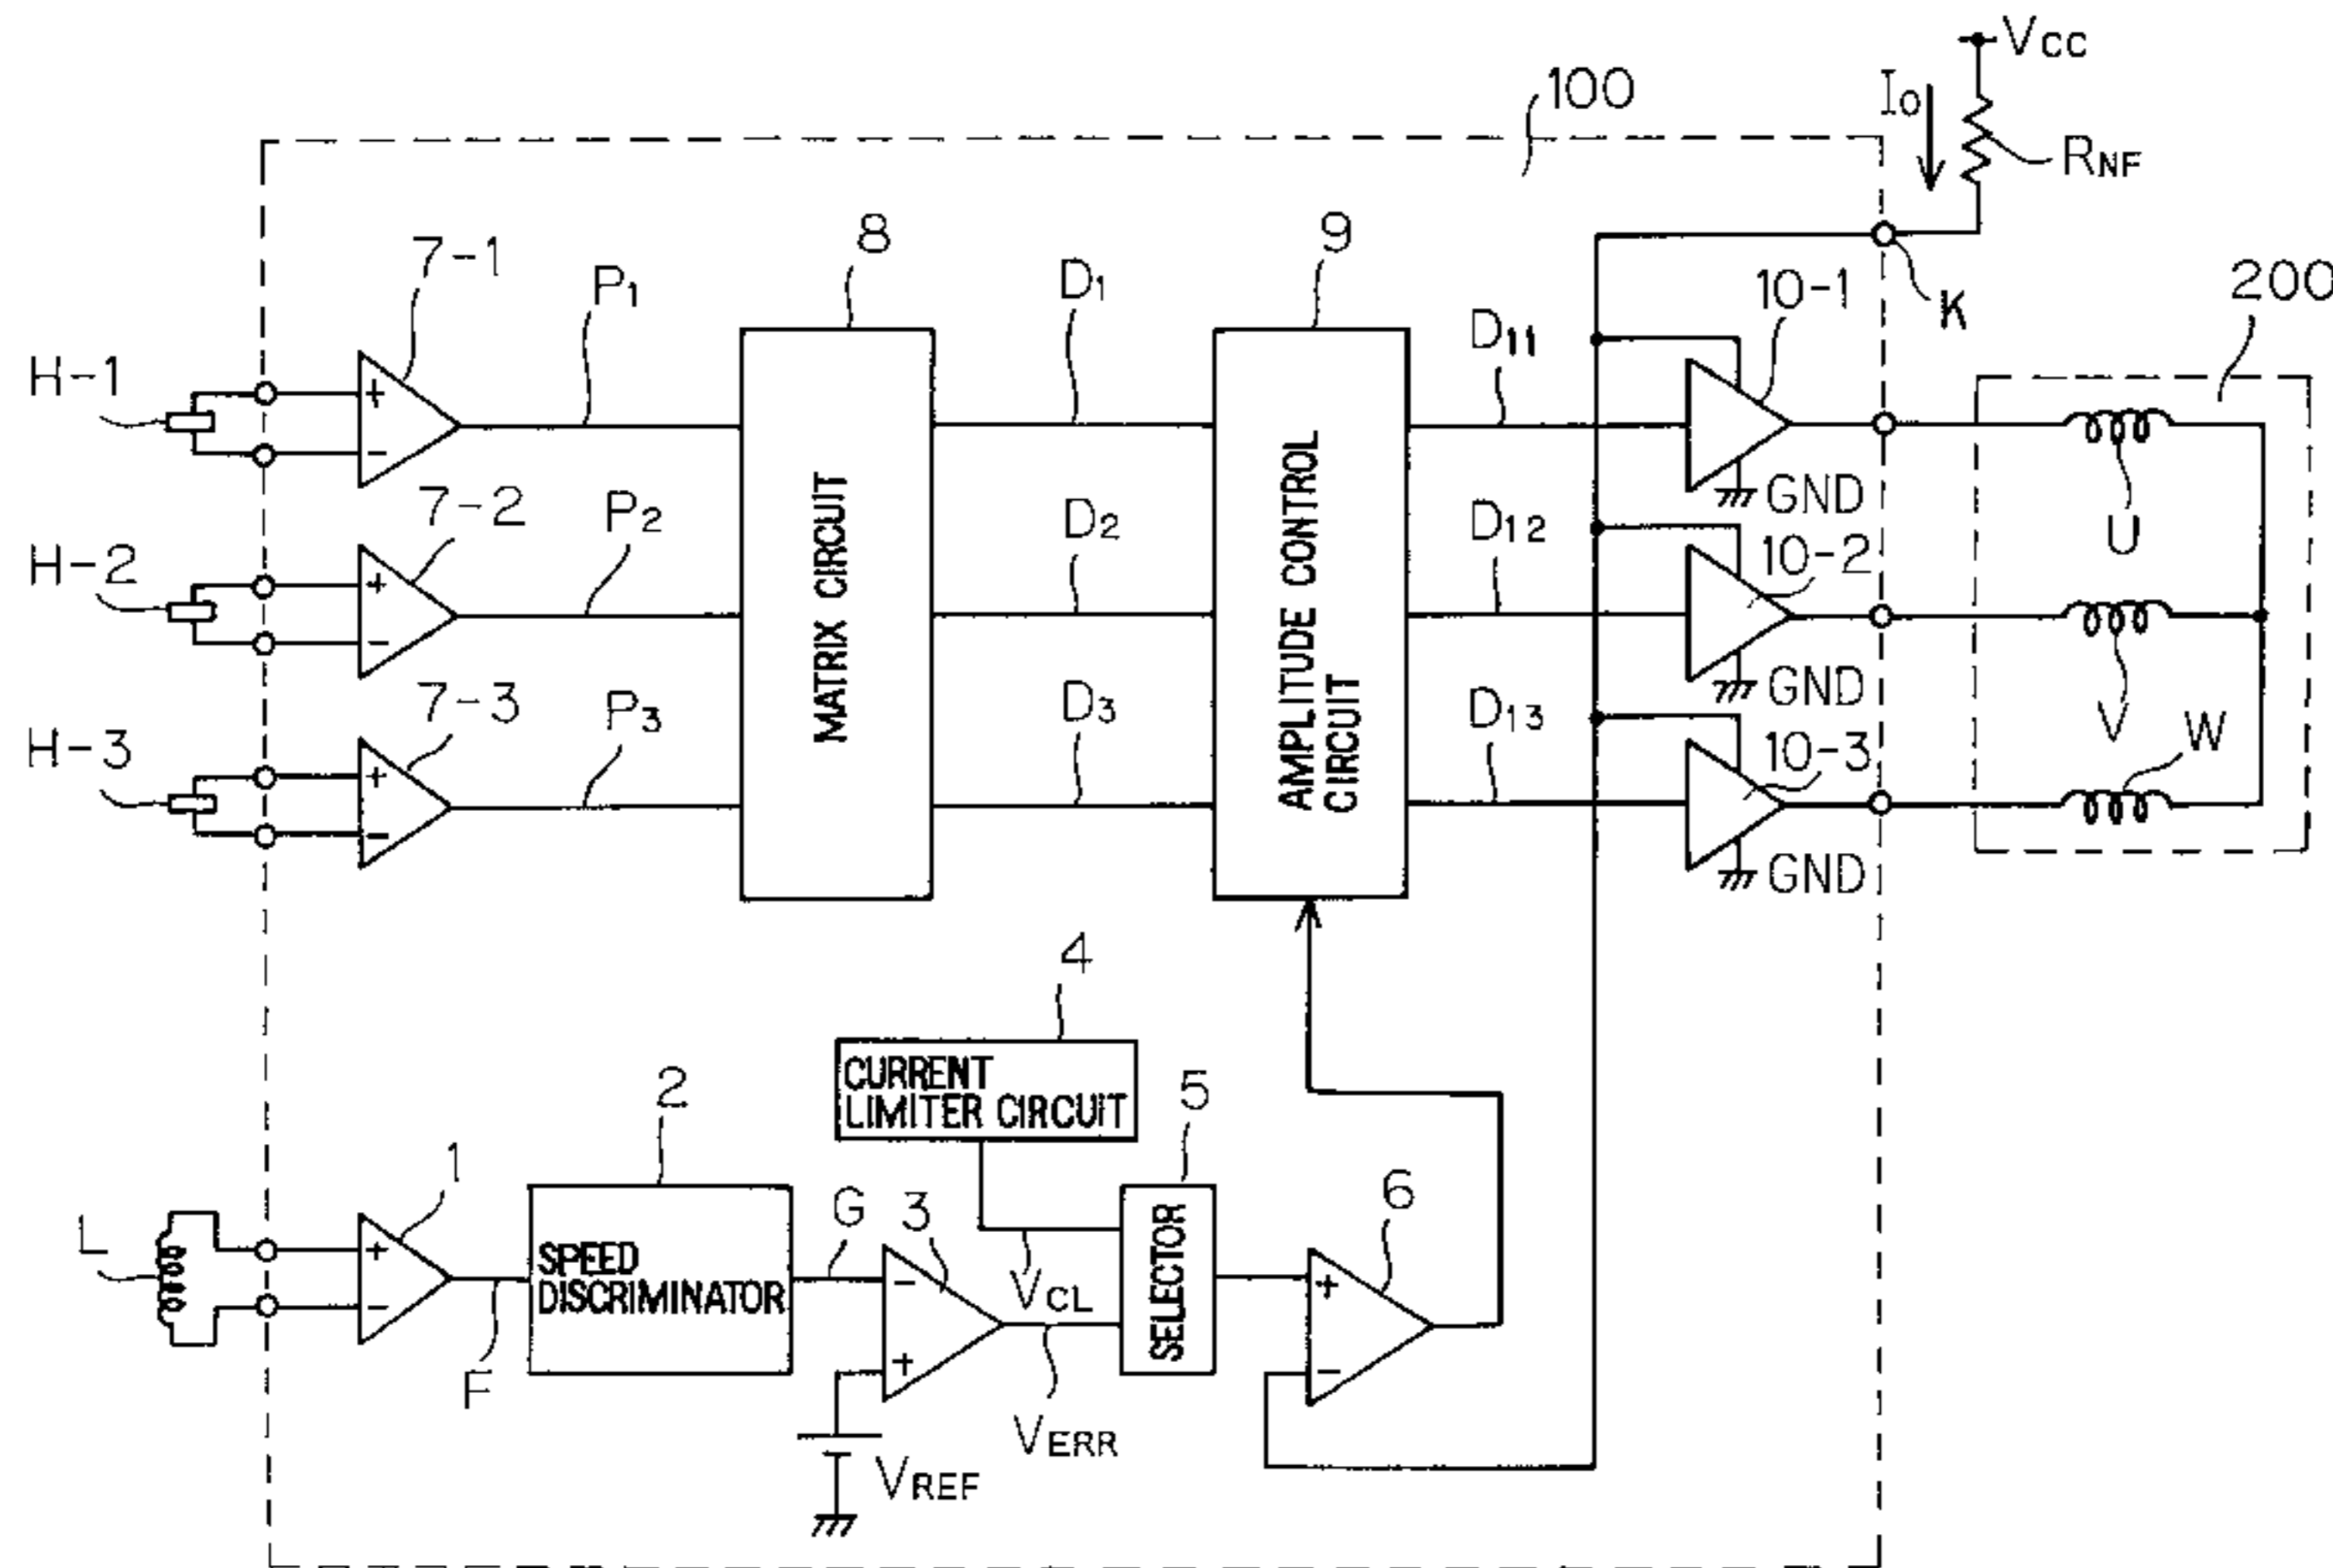 Vcc
100
Io
RNF
K
200
7-1
P1
8
D1
9
D11
10-1
H-1
GND
U
7-2
P2
D2
D12
10-2
H-2
MATRIX CIRCUIT
AMPLITUDE CONTROL
CIRCUIT
GND
V
7-3
P3
D3
D13
10-3
W
H-3
GND
4
CURRENT
LIMITER CIRCUIT
2
5
1
G
3
6
L
SPEED
DISCRIMINATOR
VCL
SELECTOR
F
VERR
VREF
+
-
+
-
+
-
+
-
-
+
+
-